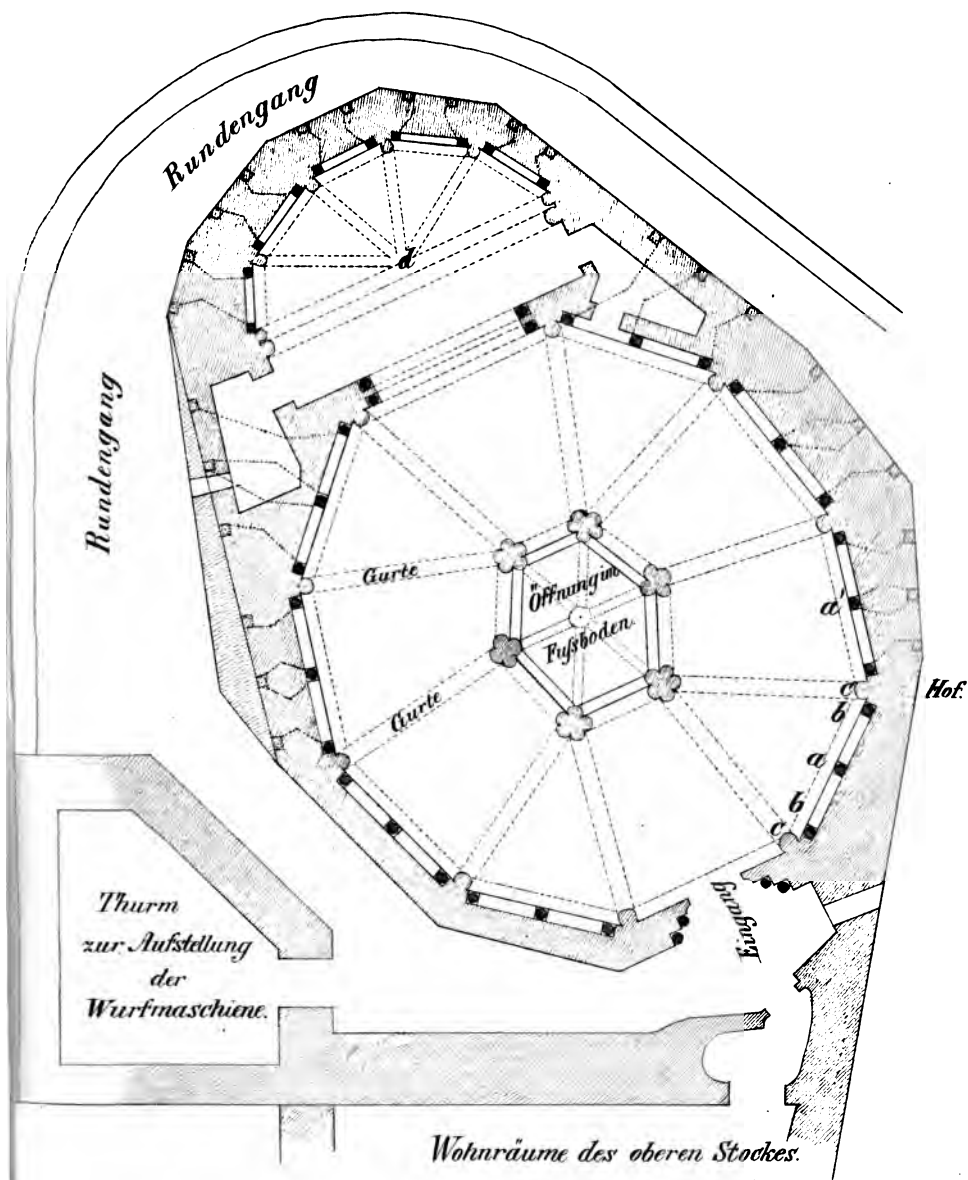 Rundengang
d
Rundengang
Gurte
Öffnung im
Fußboden.
a'
Gurte
c
Hof.
b
a
b
c
Eingang
Thurm
zur Aufstellung
der
Wurfmaschiene.
Wohnräume des oberen Stockes.